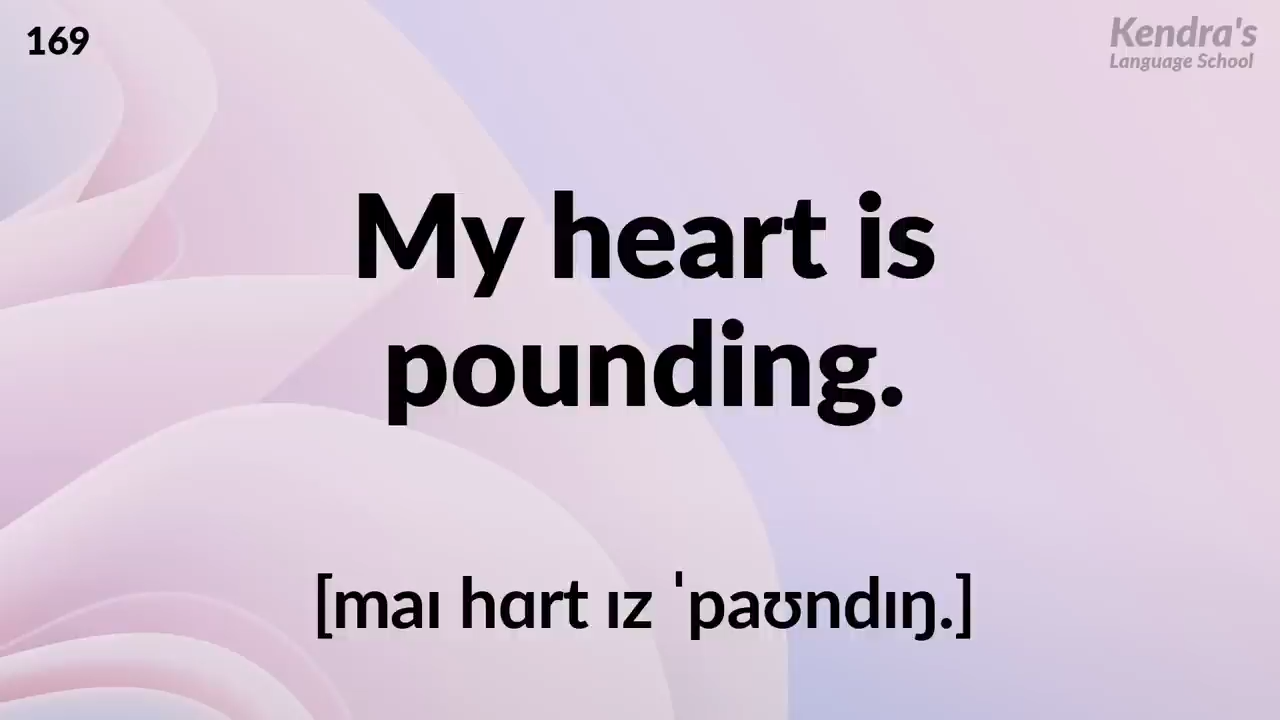 169
Kendra's
Language School
My heart is
pounding.
[maɪ hɑrt ɪz ˈpaʊndɪŋ.]